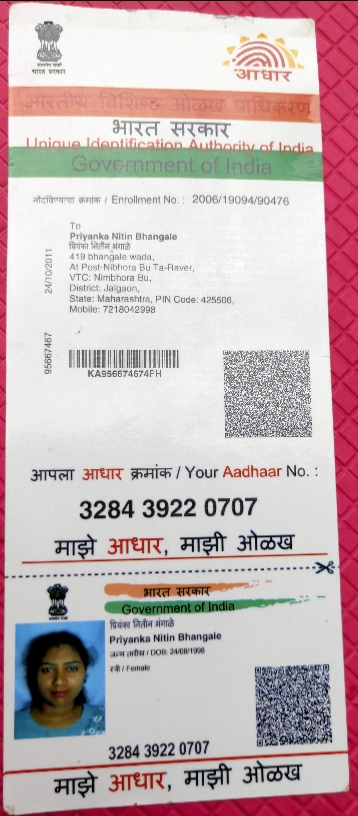 भारत सरकार
आधार
भारतीय विशिष्ट ओळख प्राधिकरण
भारत सरकार
Unique Identification Authority of India
Government of India
नोंदविण्याचा क्रमांक / Enrollment No. : 2006/19094/90476
24/10/2011
95667467
To
Priyanka Nitin Bhangale
प्रियंका नितीन भंगाळे
419 bhangale wada,
At Post-Nibhora Bu Ta-Raver,
VTC: Nimbhora Bu,
District: Jalgaon,
State: Maharashtra, PIN Code: 425506,
Mobile: 7218042998
KA956674674FH
आपला आधार क्रमांक / Your Aadhaar No. :
3284 3922 0707
माझे आधार, माझी ओळख
भारत सरकार
Government of India
प्रियंका नितीन भंगाळे
Priyanka Nitin Bhangale
जन्म तारीख / DOB: 24/08/1998
स्त्री / Female
3284 3922 0707
माझे आधार, माझी ओळख